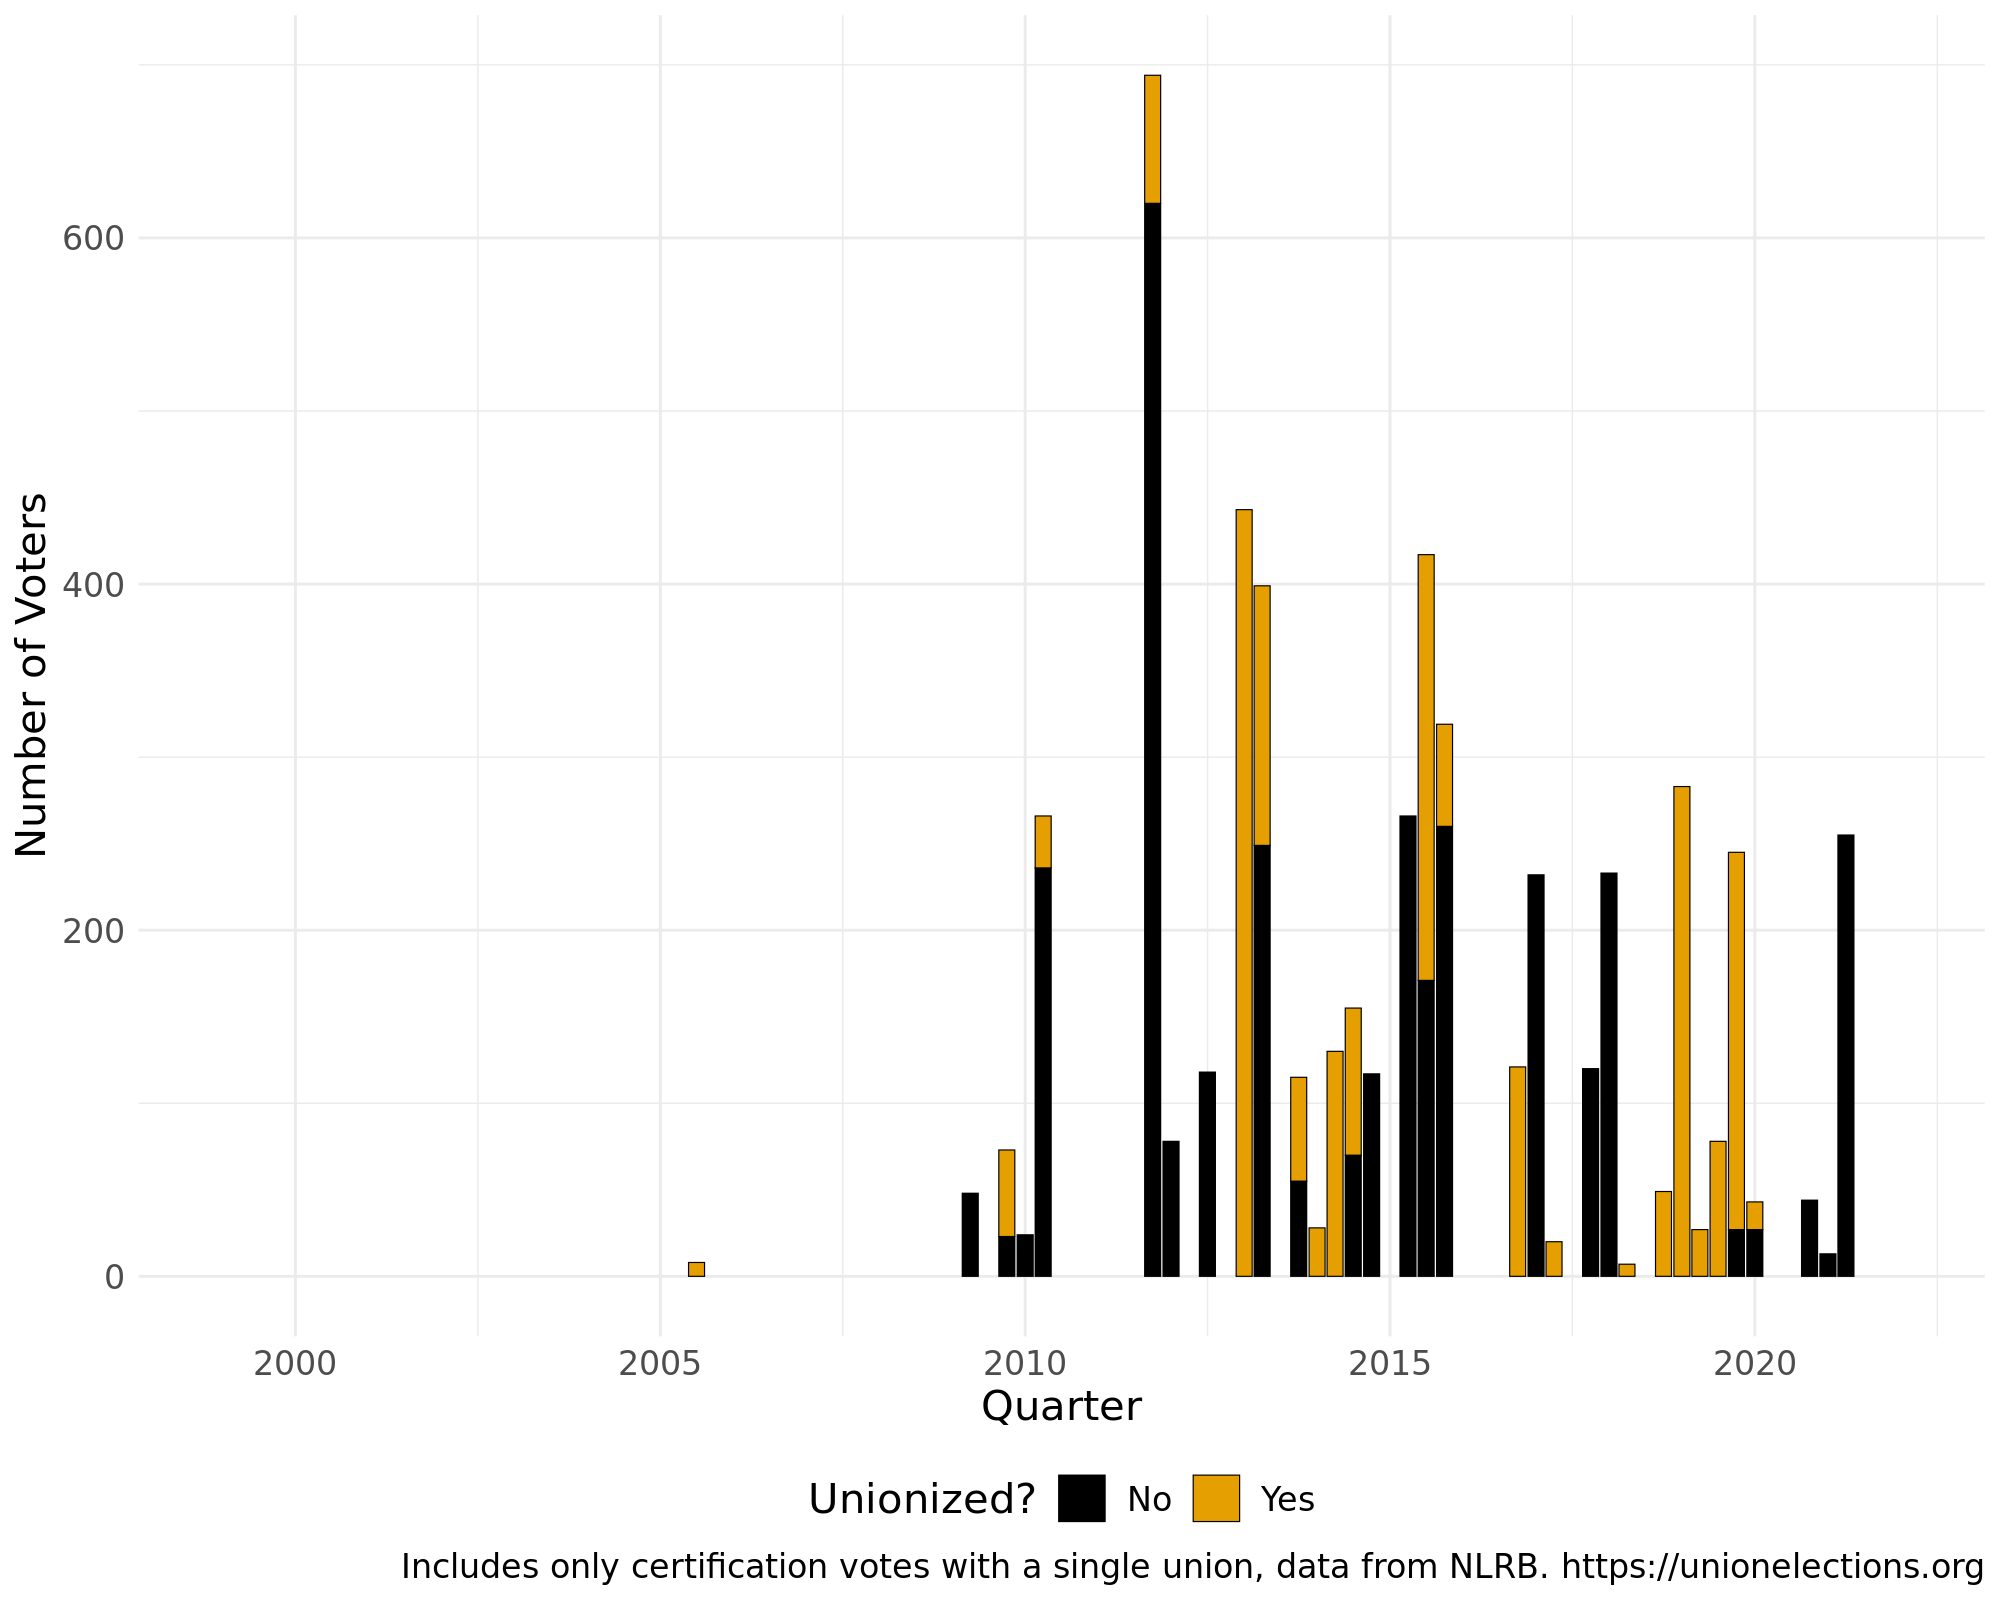 Number of Voters
600
400
200
0
2000 2005 2010 2015 2020
Quarter
Unionized? No Yes
Includes only certification votes with a single union, data from NLRB. https://unionelections.org